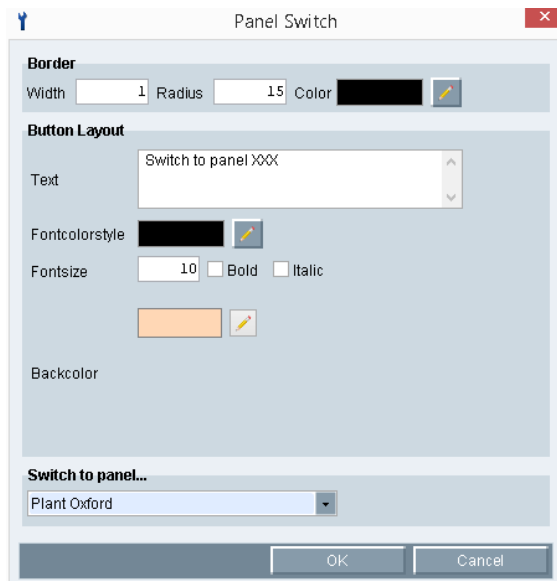 Panel Switch
Border
Width 1 Radius 15 Color
Button Layout
Text Switch to panel XXX
Fontcolorstyle
Fontsize 10 Bold Italic
Backcolor
Switch to panel...
Plant Oxford
OK Cancel